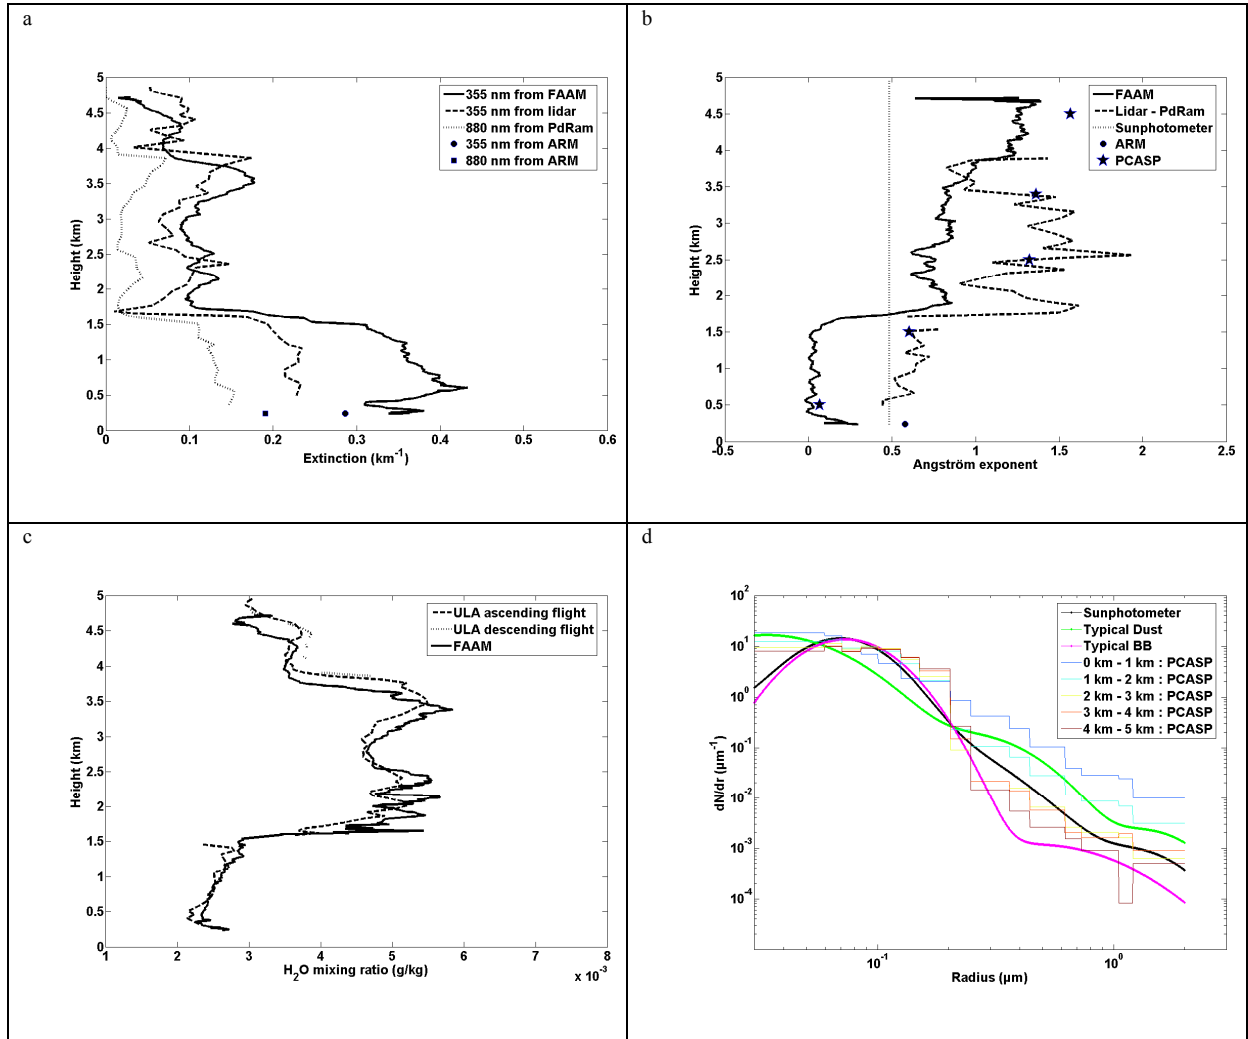 a
5
4.5
4
3.5
3
2.5
2
1.5
1
0.5
0
0
0.1
0.2
0.3
0.4
0.5
0.6
Height (km)
Extinction (km⁻¹)
355 nm from FAAM
355 nm from lidar
880 nm from PdRam
355 nm from ARM
880 nm from ARM
b
5
4.5
4
3.5
3
2.5
2
1.5
1
0.5
0
-0.5
0
0.5
1
1.5
2
2.5
Height (km)
Angström exponent
FAAM
Lidar - PdRam
Sunphotometer
ARM
PCASP
c
5
4.5
4
3.5
3
2.5
2
1.5
1
0.5
0
1
2
3
4
5
6
7
8
x 10⁻³
Height (km)
H₂O mixing ratio (g/kg)
ULA ascending flight
ULA descending flight
FAAM
d
10²
10¹
10⁰
10⁻¹
10⁻²
10⁻³
10⁻⁴
10⁻¹
10⁰
dN/dr (µm⁻¹)
Radius (µm)
Sunphotometer
Typical Dust
Typical BB
0 km - 1 km : PCASP
1 km - 2 km : PCASP
2 km - 3 km : PCASP
3 km - 4 km : PCASP
4 km - 5 km : PCASP